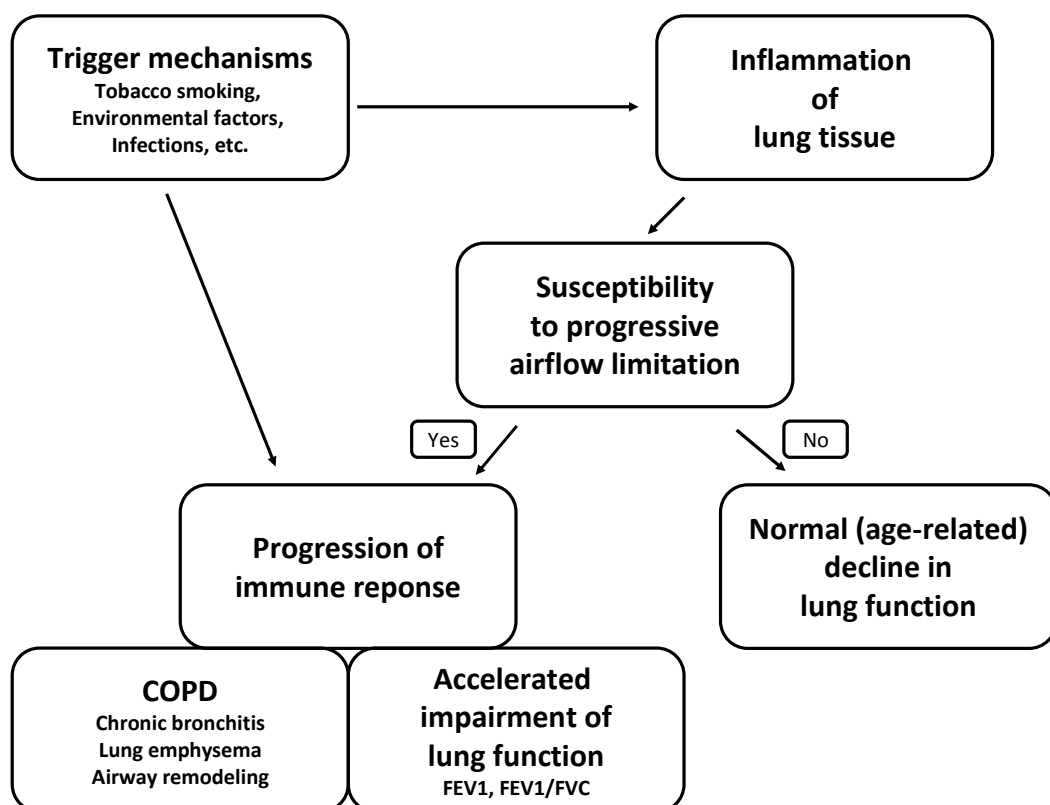 Trigger mechanisms
Tobacco smoking,
Environmental factors,
Infections, etc.
Inflammation
of
lung tissue
Susceptibility
to progressive
airflow limitation
Yes
No
Progression of
immune reponse
Normal (age-related)
decline in
lung function
COPD
Chronic bronchitis
Lung emphysema
Airway remodeling
Accelerated
impairment of
lung function
FEV1, FEV1/FVC